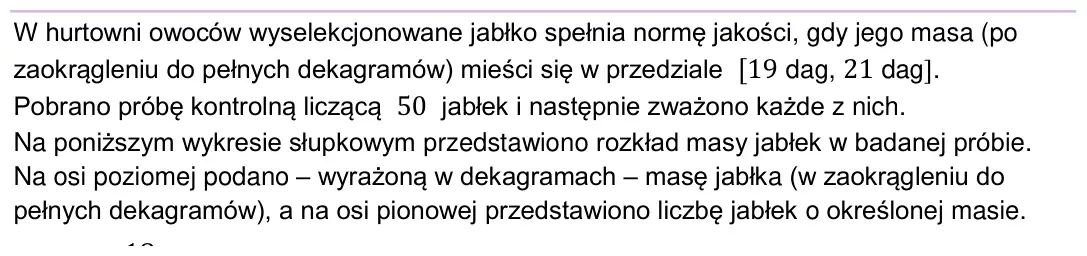 W hurtowni owoców wyselekcjonowane jabłko spełnia normę jakości, gdy jego masa (po
zaokrągleniu do pełnych dekagramów) mieści się w przedziale [19 dag, 21 dag].
Pobrano próbę kontrolną liczącą 50 jabłek i następnie zważono każde z nich.
Na poniższym wykresie słupkowym przedstawiono rozkład masy jabłek w badanej próbie.
Na osi poziomej podano – wyrażoną w dekagramach – masę jabłka (w zaokrągleniu do
pełnych dekagramów), a na osi pionowej przedstawiono liczbę jabłek o określonej masie.